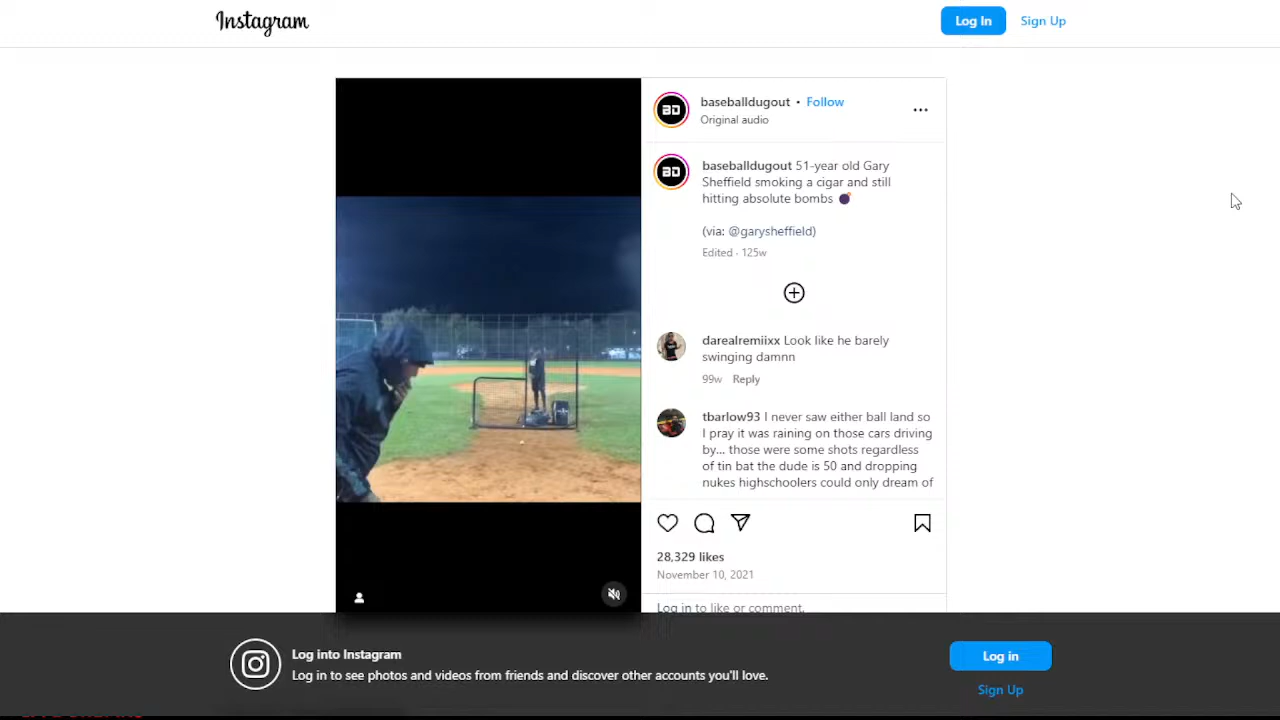 Instagram
Log In
Sign Up
baseballdugout • Follow
Original audio
baseballdugout 51-year old Gary
Sheffield smoking a cigar and still
hitting absolute bombs
(via: @garysheffield)
Edited · 125w
darealremiixx Look like he barely
swinging damnn
99w Reply
tbarlow93 I never saw either ball land so
I pray it was raining on those cars driving
by... those were some shots regardless
of tin bat the dude is 50 and dropping
nukes highschoolers could only dream of
28,329 likes
November 10, 2021
Log in to like or comment.
Log into Instagram
Log in to see photos and videos from friends and discover other accounts you'll love.
Log in
Sign Up